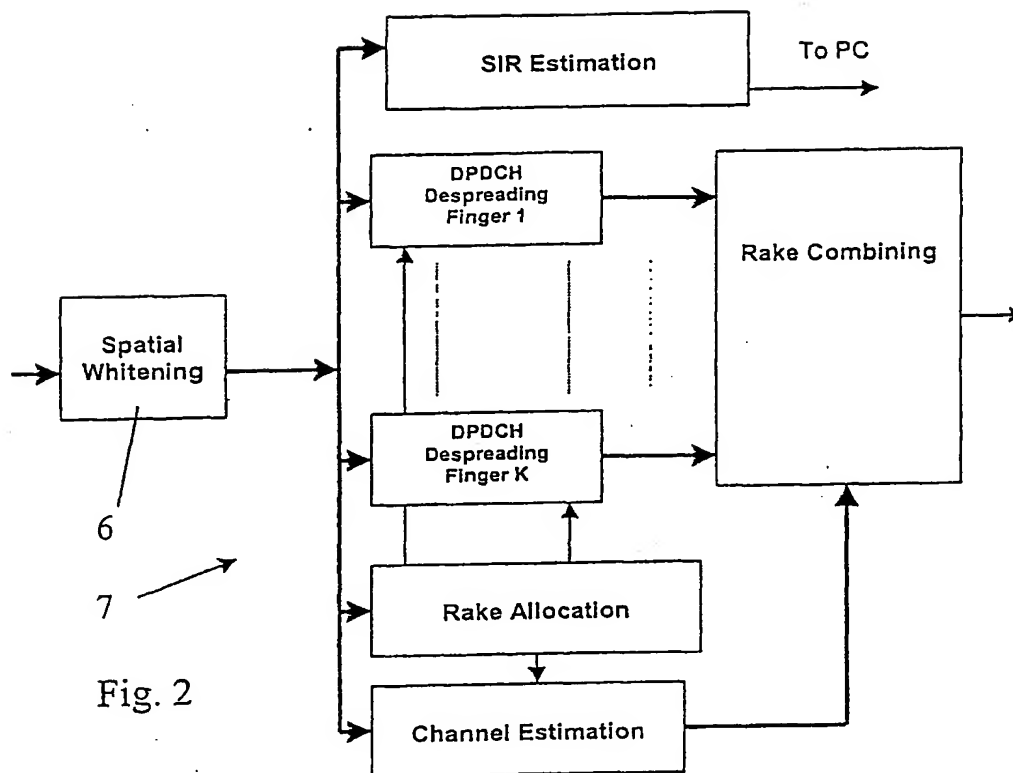 SIR Estimation
To PC
DPDCH
Despreading
Finger 1
Rake Combining
Spatial
Whitening
DPDCH
Despreading
Finger K
6
7
Rake Allocation
Fig. 2
Channel Estimation